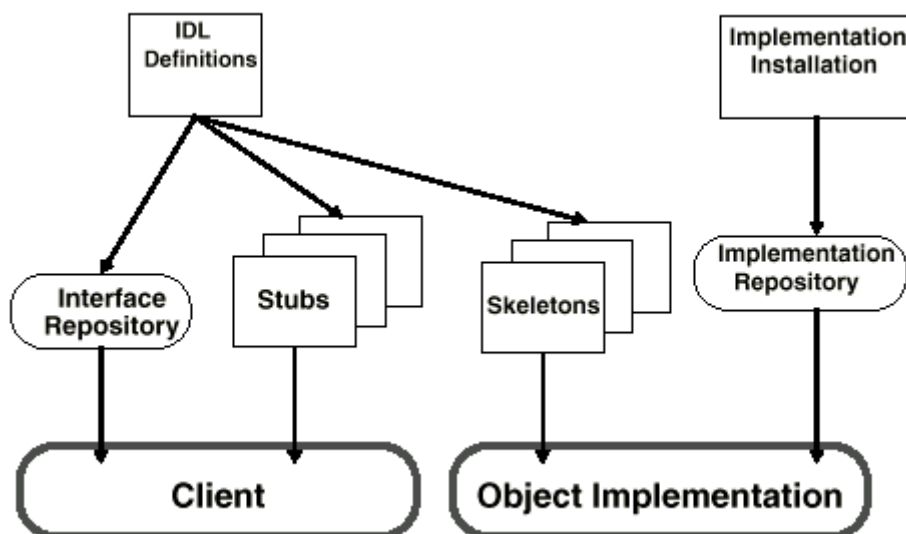 IDL
Definitions
Implementation
Installation
Interface
Repository
Stubs
Skeletons
Implementation
Repository
Client
Object Implementation